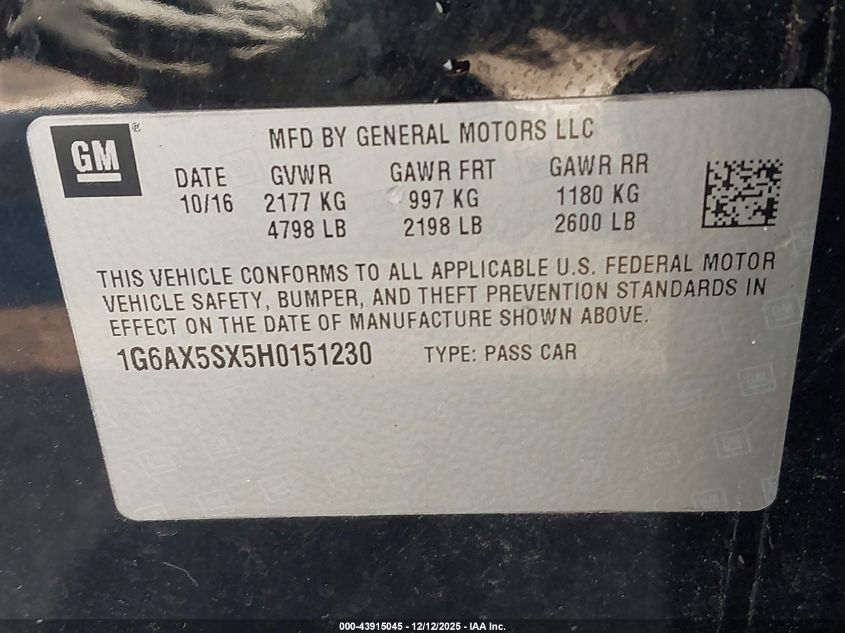 GM
®
MFD BY GENERAL MOTORS LLC
DATE GVWR GAWR FRT GAWR RR
10/16 2177 KG 997 KG 1180 KG
4798 LB 2198 LB 2600 LB
THIS VEHICLE CONFORMS TO ALL APPLICABLE U.S. FEDERAL MOTOR
VEHICLE SAFETY, BUMPER, AND THEFT PREVENTION STANDARDS IN
EFFECT ON THE DATE OF MANUFACTURE SHOWN ABOVE.
1G6AX5SX5H0151230 TYPE: PASS CAR
000-43915045 - 12/12/2025 - IAA Inc.